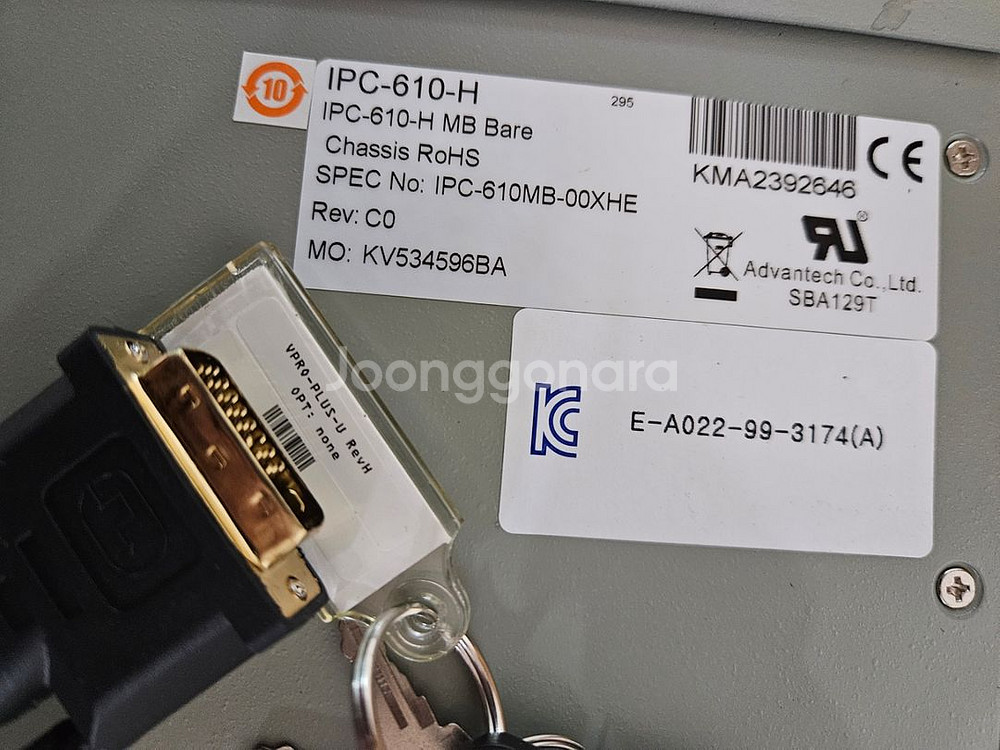 10
IPC-610-H
295
IPC-610-H MB Bare
Chassis RoHS
SPEC No: IPC-610MB-00XHE
Rev: C0
MO: KV534596BA
KMA2392646
CE
Advantech Co.,Ltd.
SBA129T
VPRO-PLUS-U RevH
OPT: none
Joonggonara
E-A022-99-3174(A)